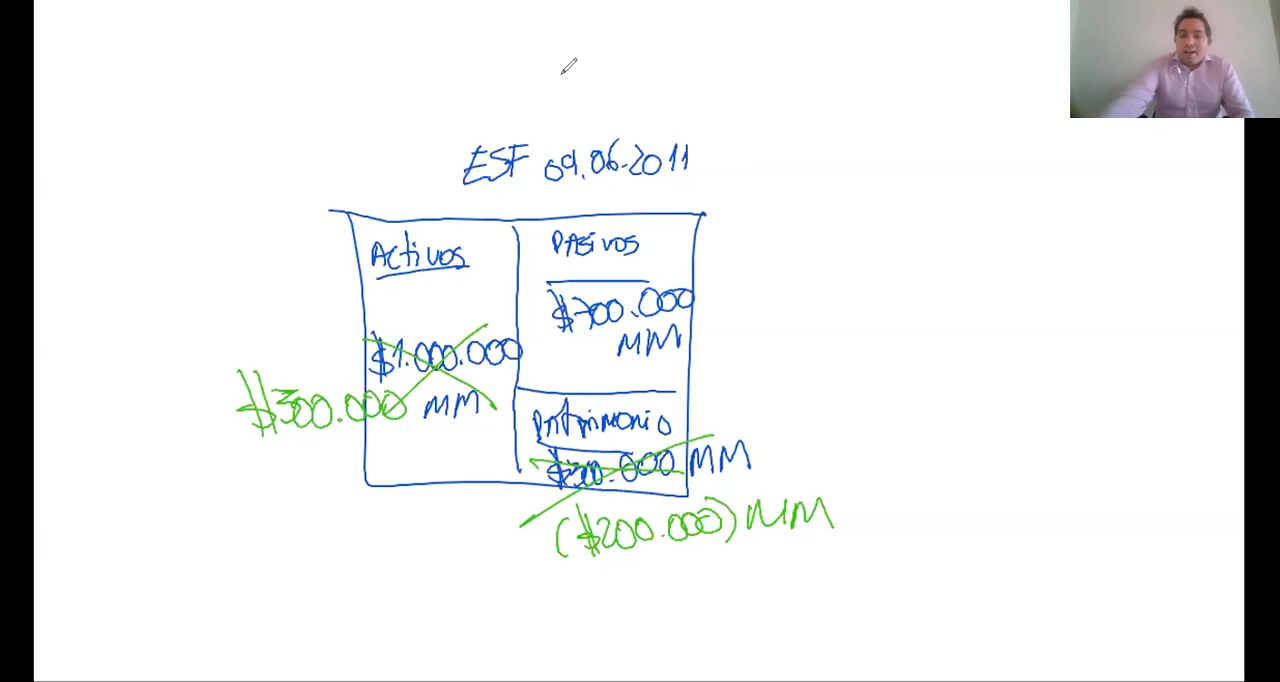 ESF 09.06-2011
Activos
PASIVOS
$700.000
MM
$1.000.000
$500.000 MM
PAtrimonio
$300.000 MM
($200.000) MM